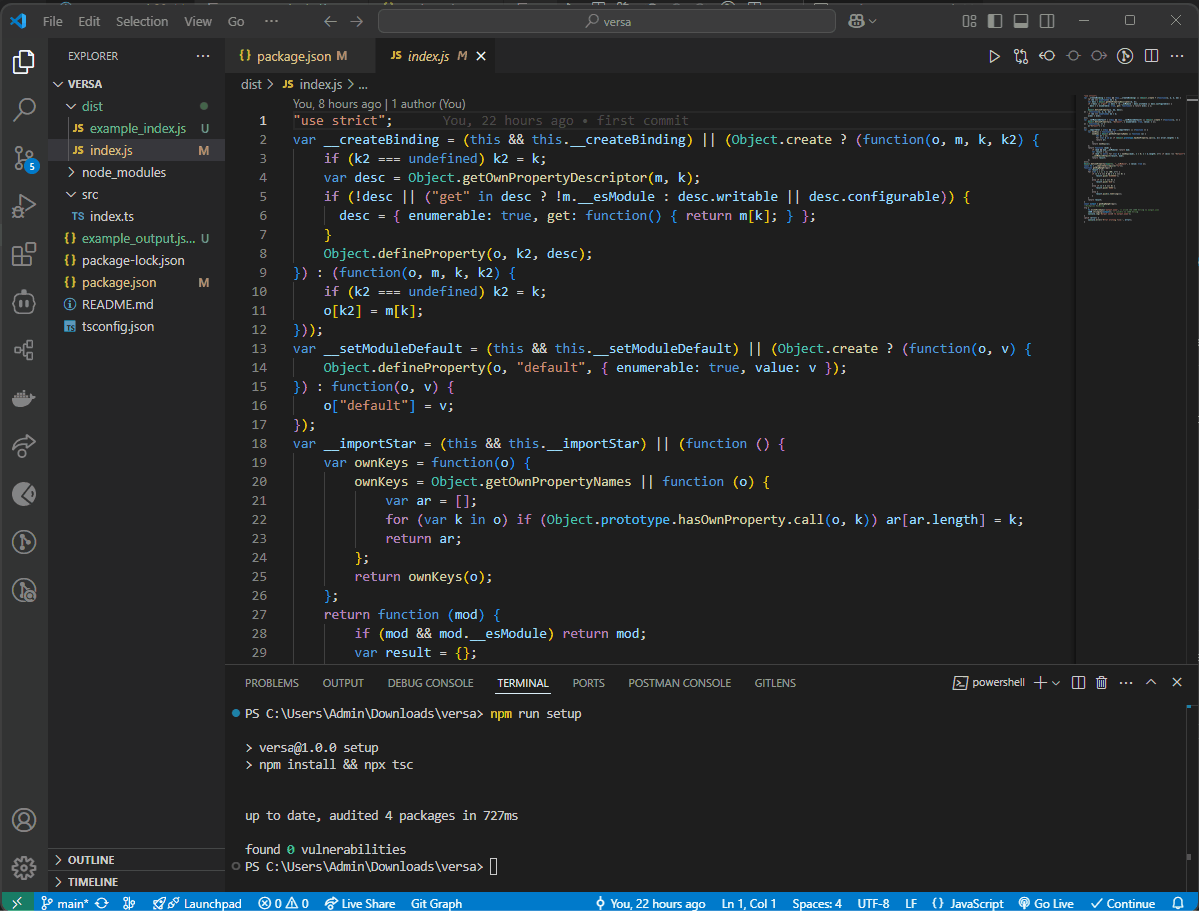 File Edit Selection View Go ··· versa
EXPLORER ···
VERSA
dist
JS example_index.js U
JS index.js M
node_modules
src
TS index.ts
{} example_output.js... U
{} package-lock.json
{} package.json M
README.md
TS tsconfig.json
OUTLINE
TIMELINE
5
{} package.json M JS index.js M
dist > JS index.js > ...
You, 8 hours ago | 1 author (You)
1 "use strict"; You, 22 hours ago • first commit
2 var __createBinding = (this && this.__createBinding) || (Object.create ? (function(o, m, k, k2) {
3 if (k2 === undefined) k2 = k;
4 var desc = Object.getOwnPropertyDescriptor(m, k);
5 if (!desc || ("get" in desc ? !m.__esModule : desc.writable || desc.configurable)) {
6 desc = { enumerable: true, get: function() { return m[k]; } };
7 }
8 Object.defineProperty(o, k2, desc);
9 }) : (function(o, m, k, k2) {
10 if (k2 === undefined) k2 = k;
11 o[k2] = m[k];
12 }));
13 var __setModuleDefault = (this && this.__setModuleDefault) || (Object.create ? (function(o, v) {
14 Object.defineProperty(o, "default", { enumerable: true, value: v });
15 }) : function(o, v) {
16 o["default"] = v;
17 });
18 var __importStar = (this && this.__importStar) || (function () {
19 var ownKeys = function(o) {
20 ownKeys = Object.getOwnPropertyNames || function (o) {
21 var ar = [];
22 for (var k in o) if (Object.prototype.hasOwnProperty.call(o, k)) ar[ar.length] = k;
23 return ar;
24 };
25 return ownKeys(o);
26 };
27 return function (mod) {
28 if (mod && mod.__esModule) return mod;
29 var result = {};
PROBLEMS OUTPUT DEBUG CONSOLE TERMINAL PORTS POSTMAN CONSOLE GITLENS
powershell
PS C:\Users\Admin\Downloads\versa> npm run setup
> versa@1.0.0 setup
> npm install && npx tsc
up to date, audited 4 packages in 727ms
found 0 vulnerabilities
PS C:\Users\Admin\Downloads\versa>
main* Launchpad 0 0 Live Share Git Graph You, 22 hours ago Ln 1, Col 1 Spaces: 4 UTF-8 LF {} JavaScript Go Live Continue